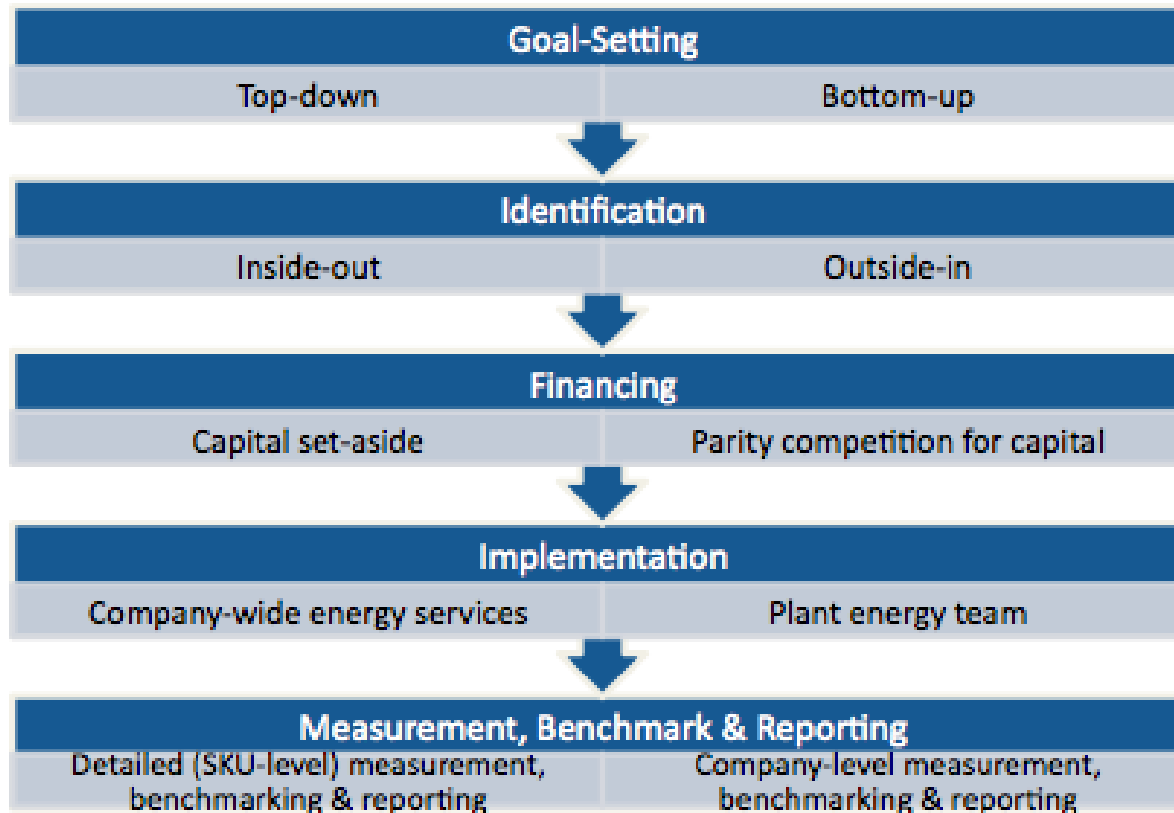 Goal-Setting
Top-down
Bottom-up
Identification
Inside-out
Outside-in
Financing
Capital set-aside
Parity competition for capital
Implementation
Company-wide energy services
Plant energy team
Measurement, Benchmark & Reporting
Detailed (SKU-level) measurement,
benchmarking & reporting
Company-level measurement,
benchmarking & reporting